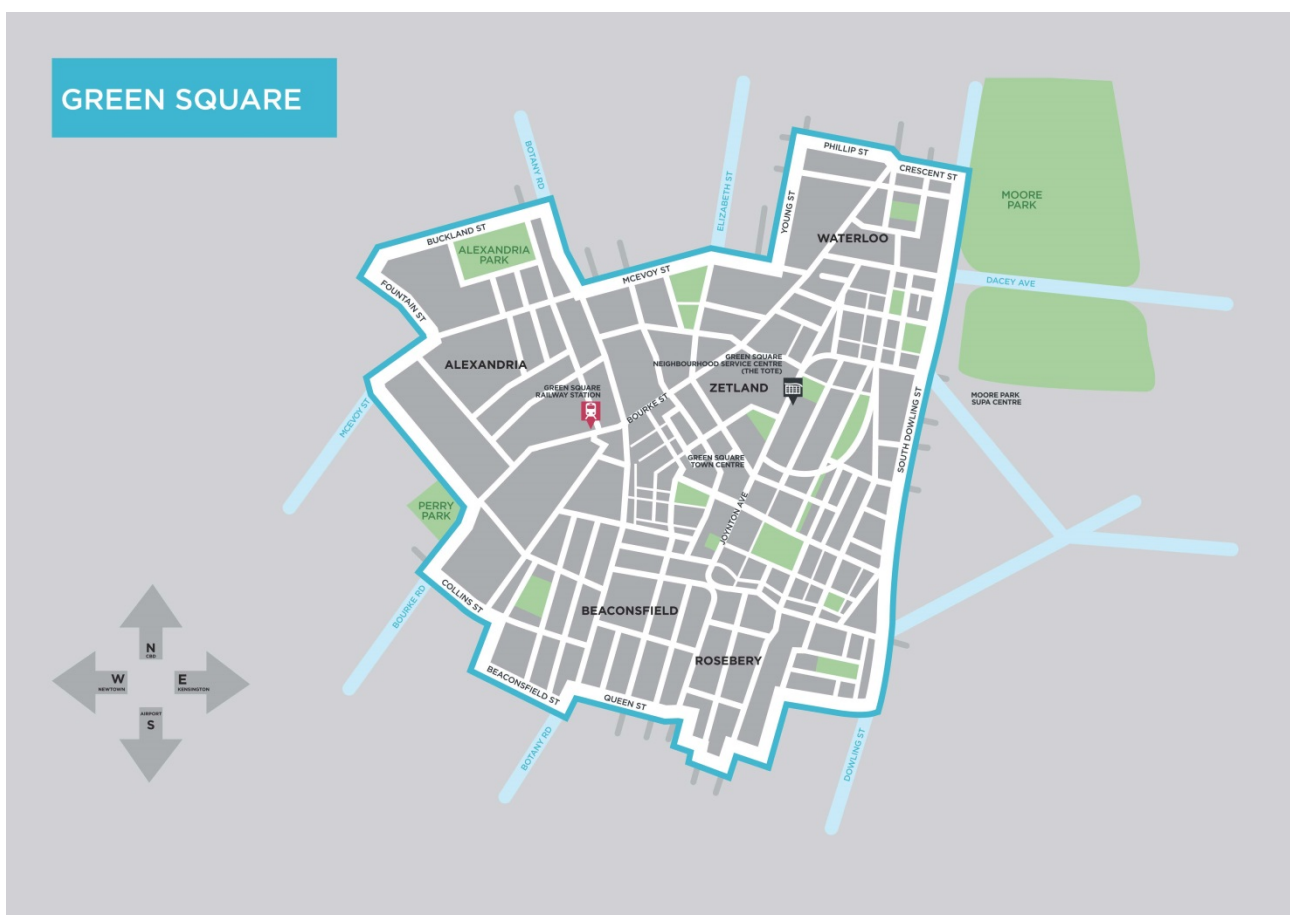 GREEN SQUARE
BOTANY RD
ELIZABETH ST
PHILLIP ST
CRESCENT ST
YOUNG ST
MOORE
PARK
WATERLOO
BUCKLAND ST
ALEXANDRIA
PARK
MCEVOY ST
FOUNTAIN ST
DACEY AVE
ALEXANDRIA
GREEN SQUARE
NEIGHBOURHOOD SERVICE CENTRE
(THE TOTE)
ZETLAND
GREEN SQUARE
RAILWAY STATION
MOORE PARK
SUPA CENTRE
BOURKE ST
MCEVOY ST
SOUTH DOWLING ST
GREEN SQUARE
TOWN CENTRE
PERRY
PARK
JOYNTON AVE
COLLINS ST
BOURKE RD
BEACONSFIELD
ROSEBERY
BEACONSFIELD ST
QUEEN ST
BOTANY RD
DOWLING ST
N
CBD
W
NEWTOWN
E
KENSINGTON
AIRPORT
S